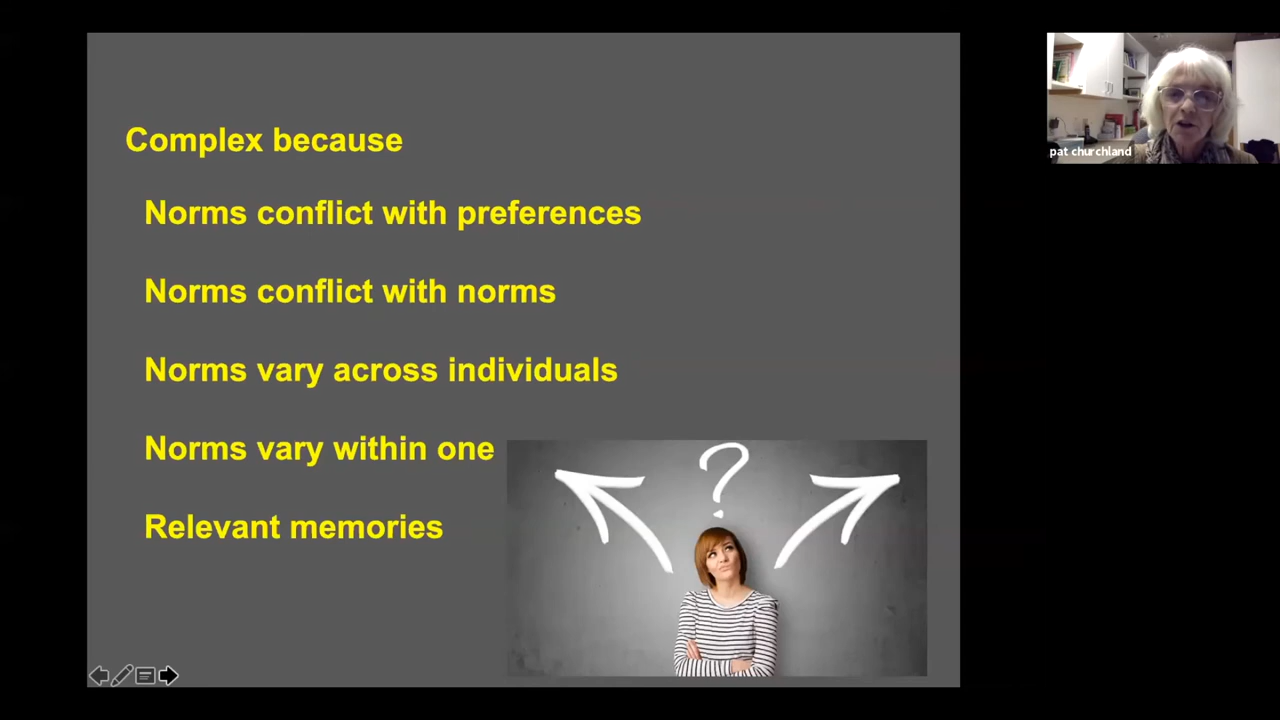 Complex because
Norms conflict with preferences
Norms conflict with norms
Norms vary across individuals
Norms vary within one
Relevant memories
?
pat churchland